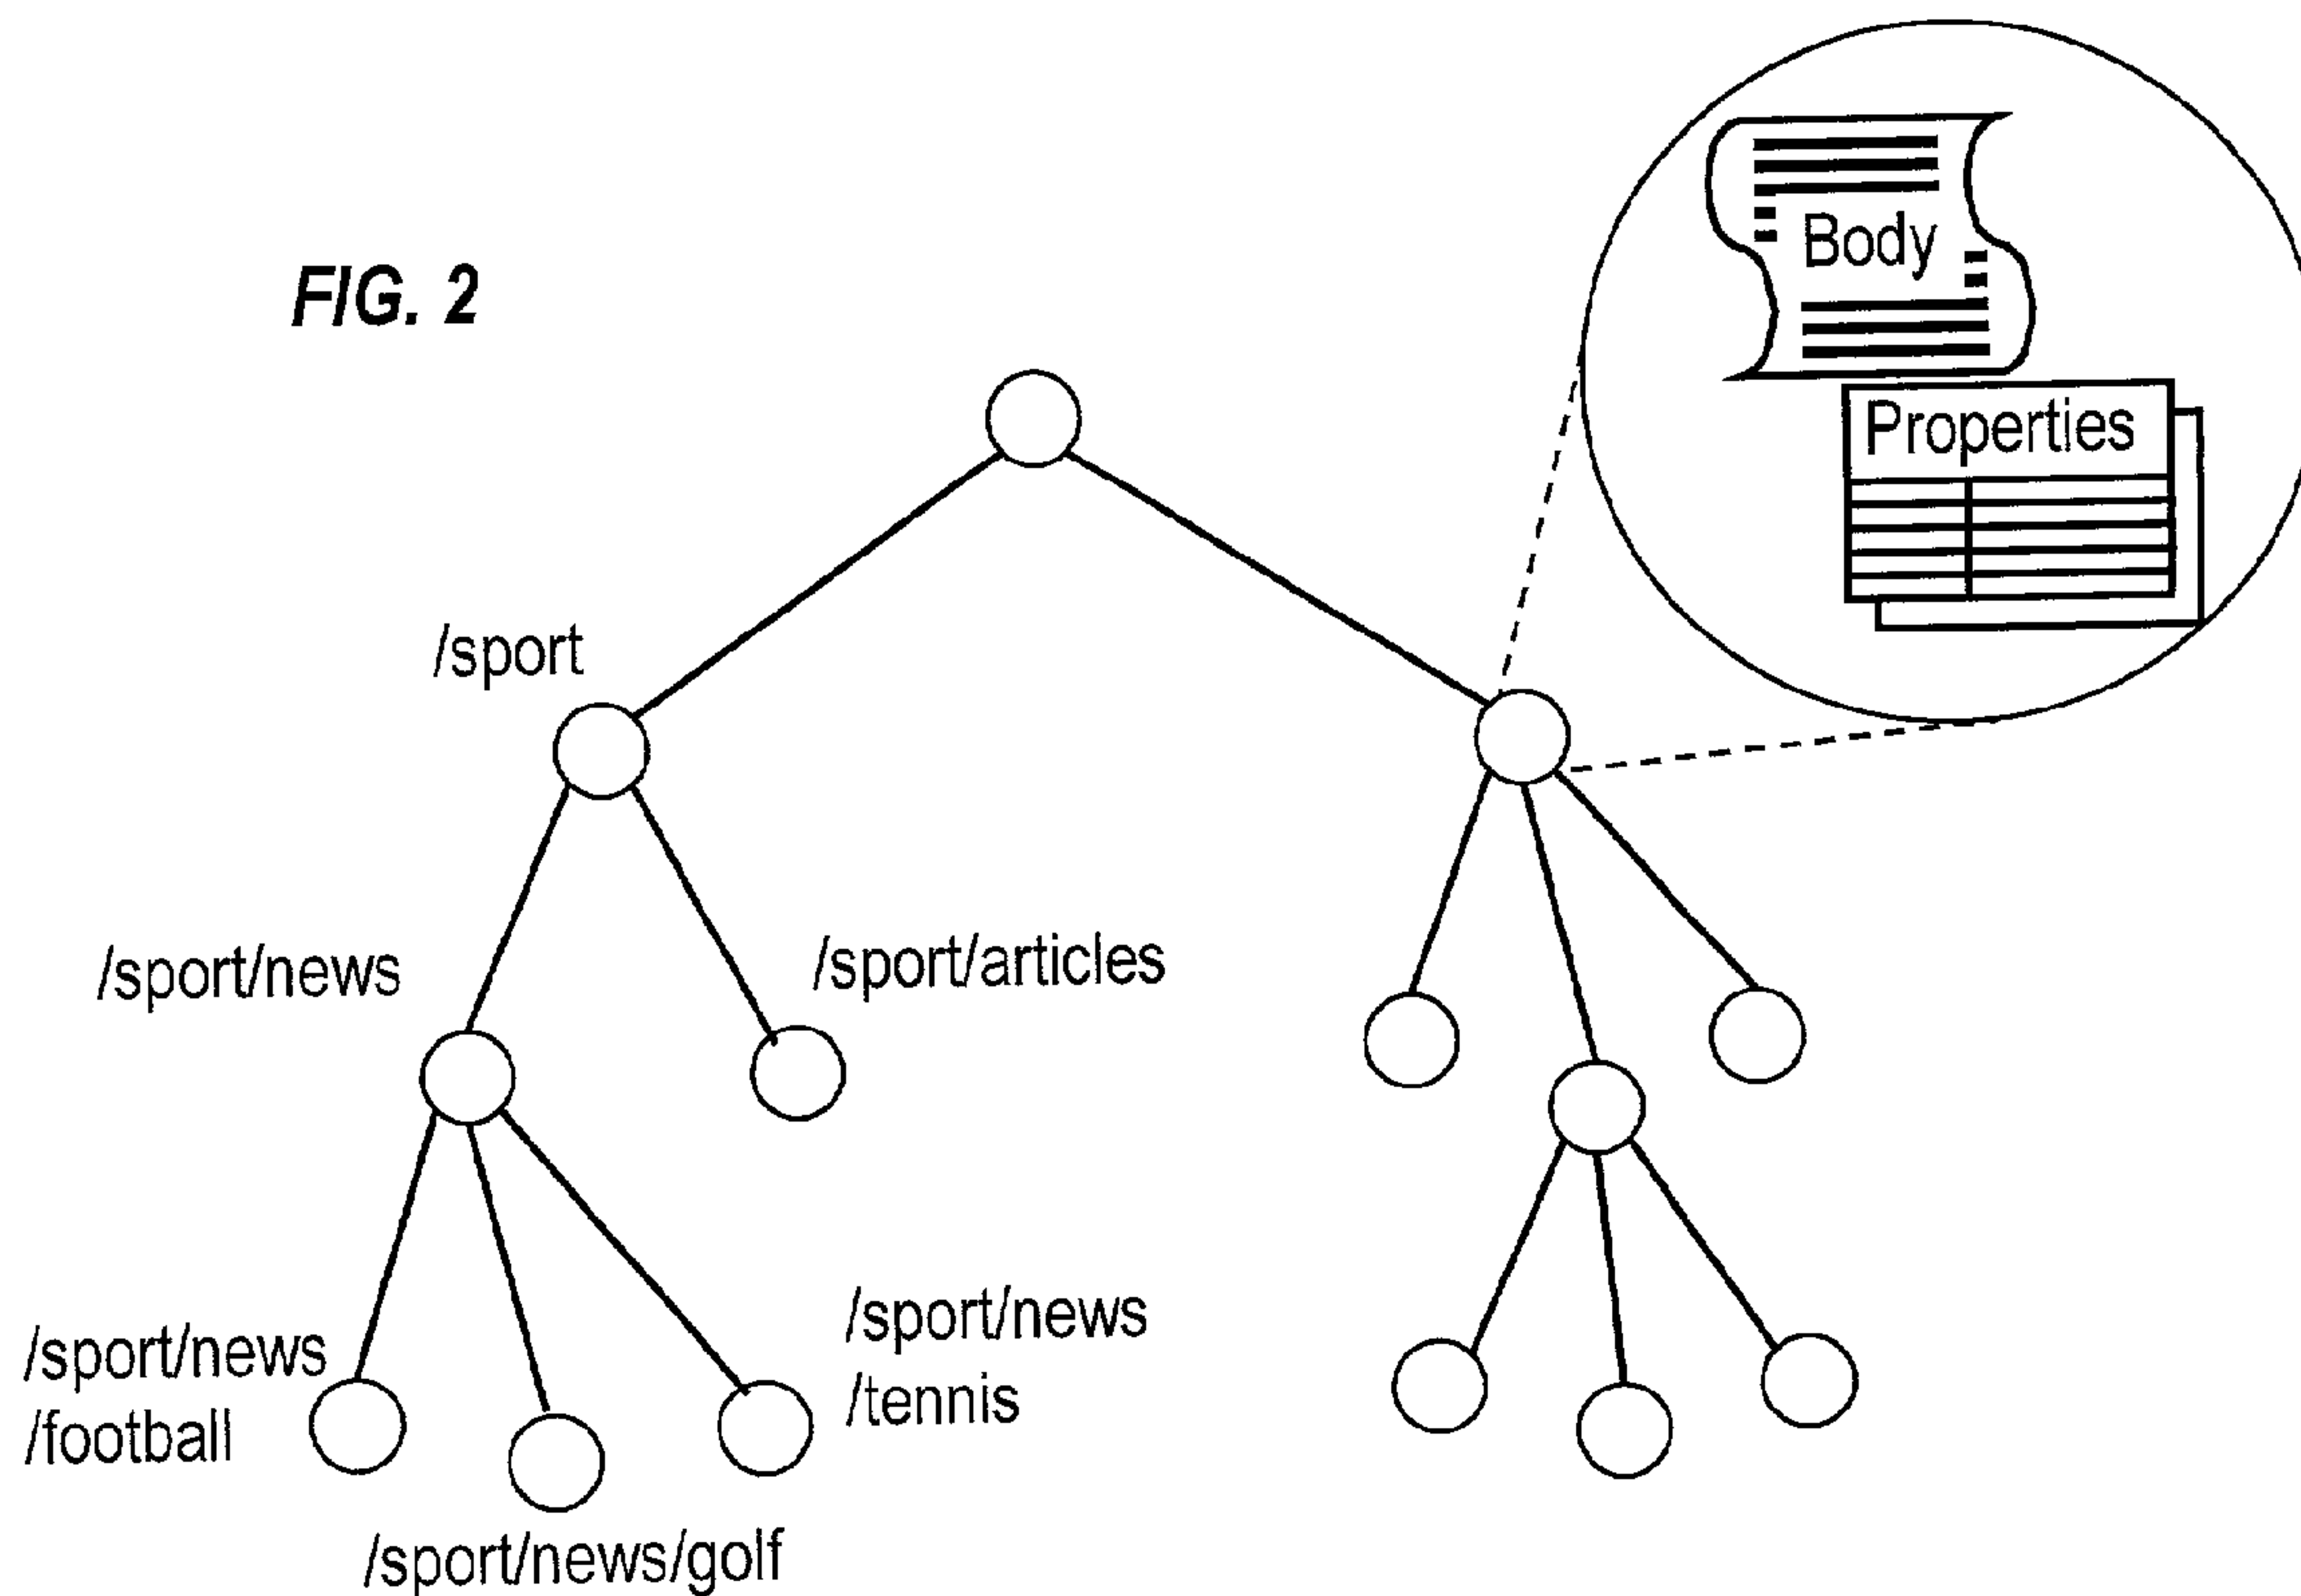 FIG. 2
Body
Properties
/sport
/sport/news
/sport/articles
/sport/news
/football
/sport/news
/tennis
/sport/news/golf